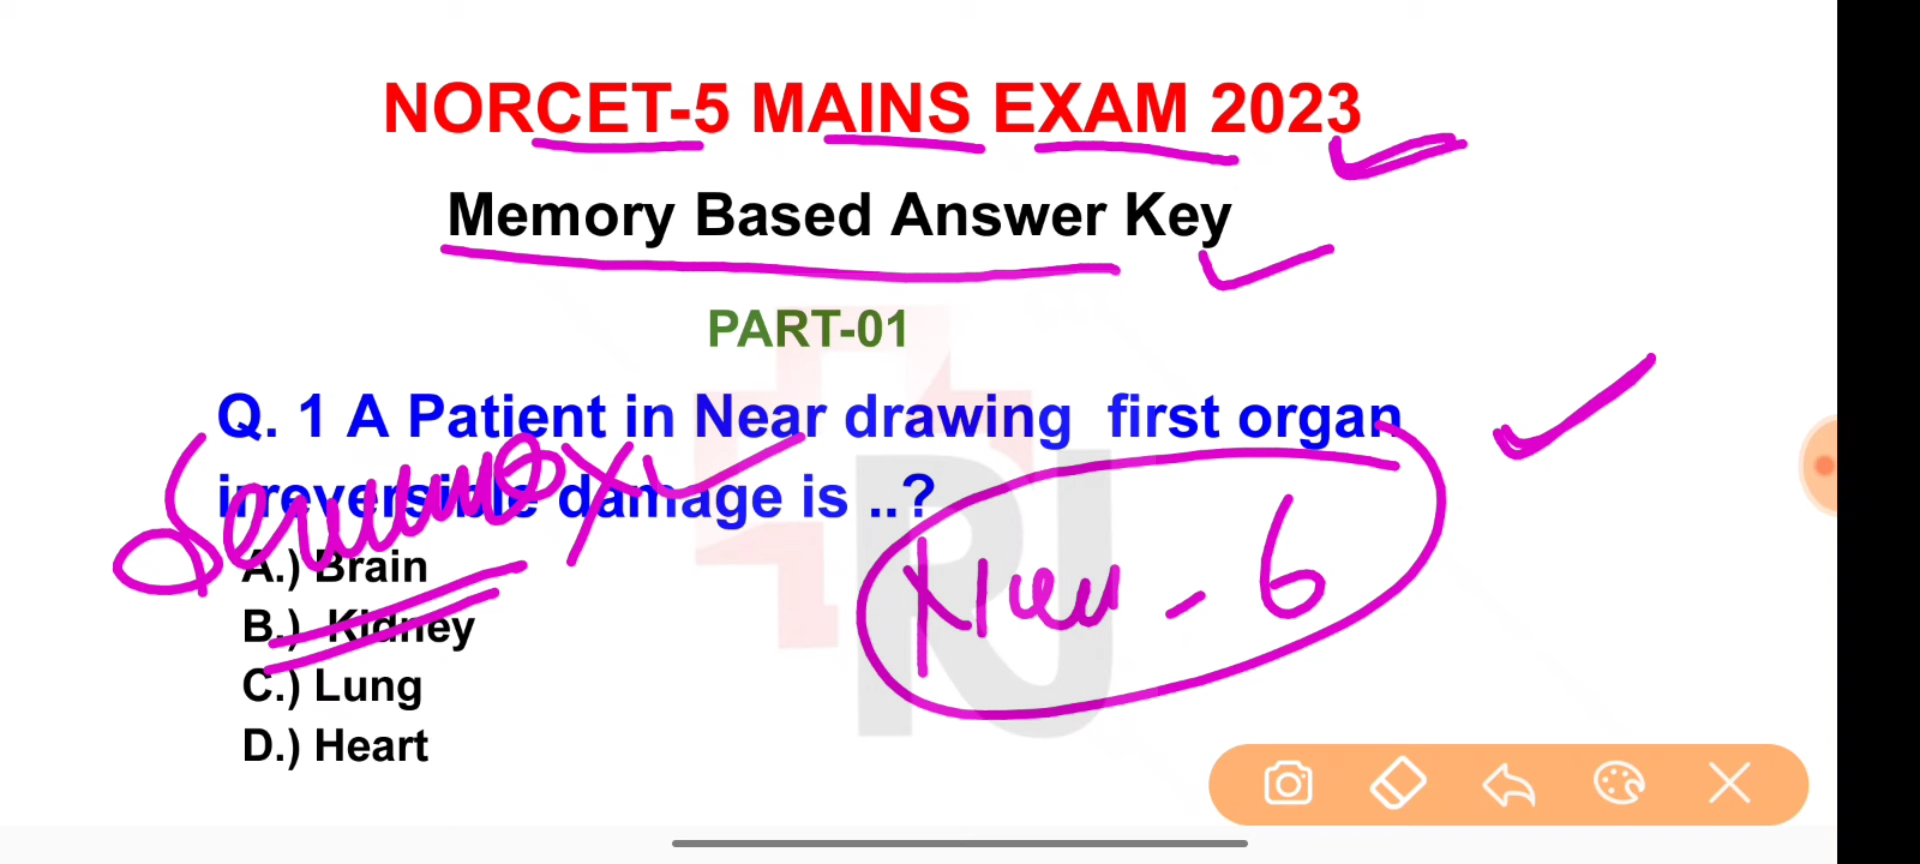 NORCET-5 MAINS EXAM 2023
Memory Based Answer Key
PART-01
Q. 1 A Patient in Near drawing first organ
irreversible damage is ..?
A.) Brain
B.) Kidney
C.) Lung
D.) Heart
6